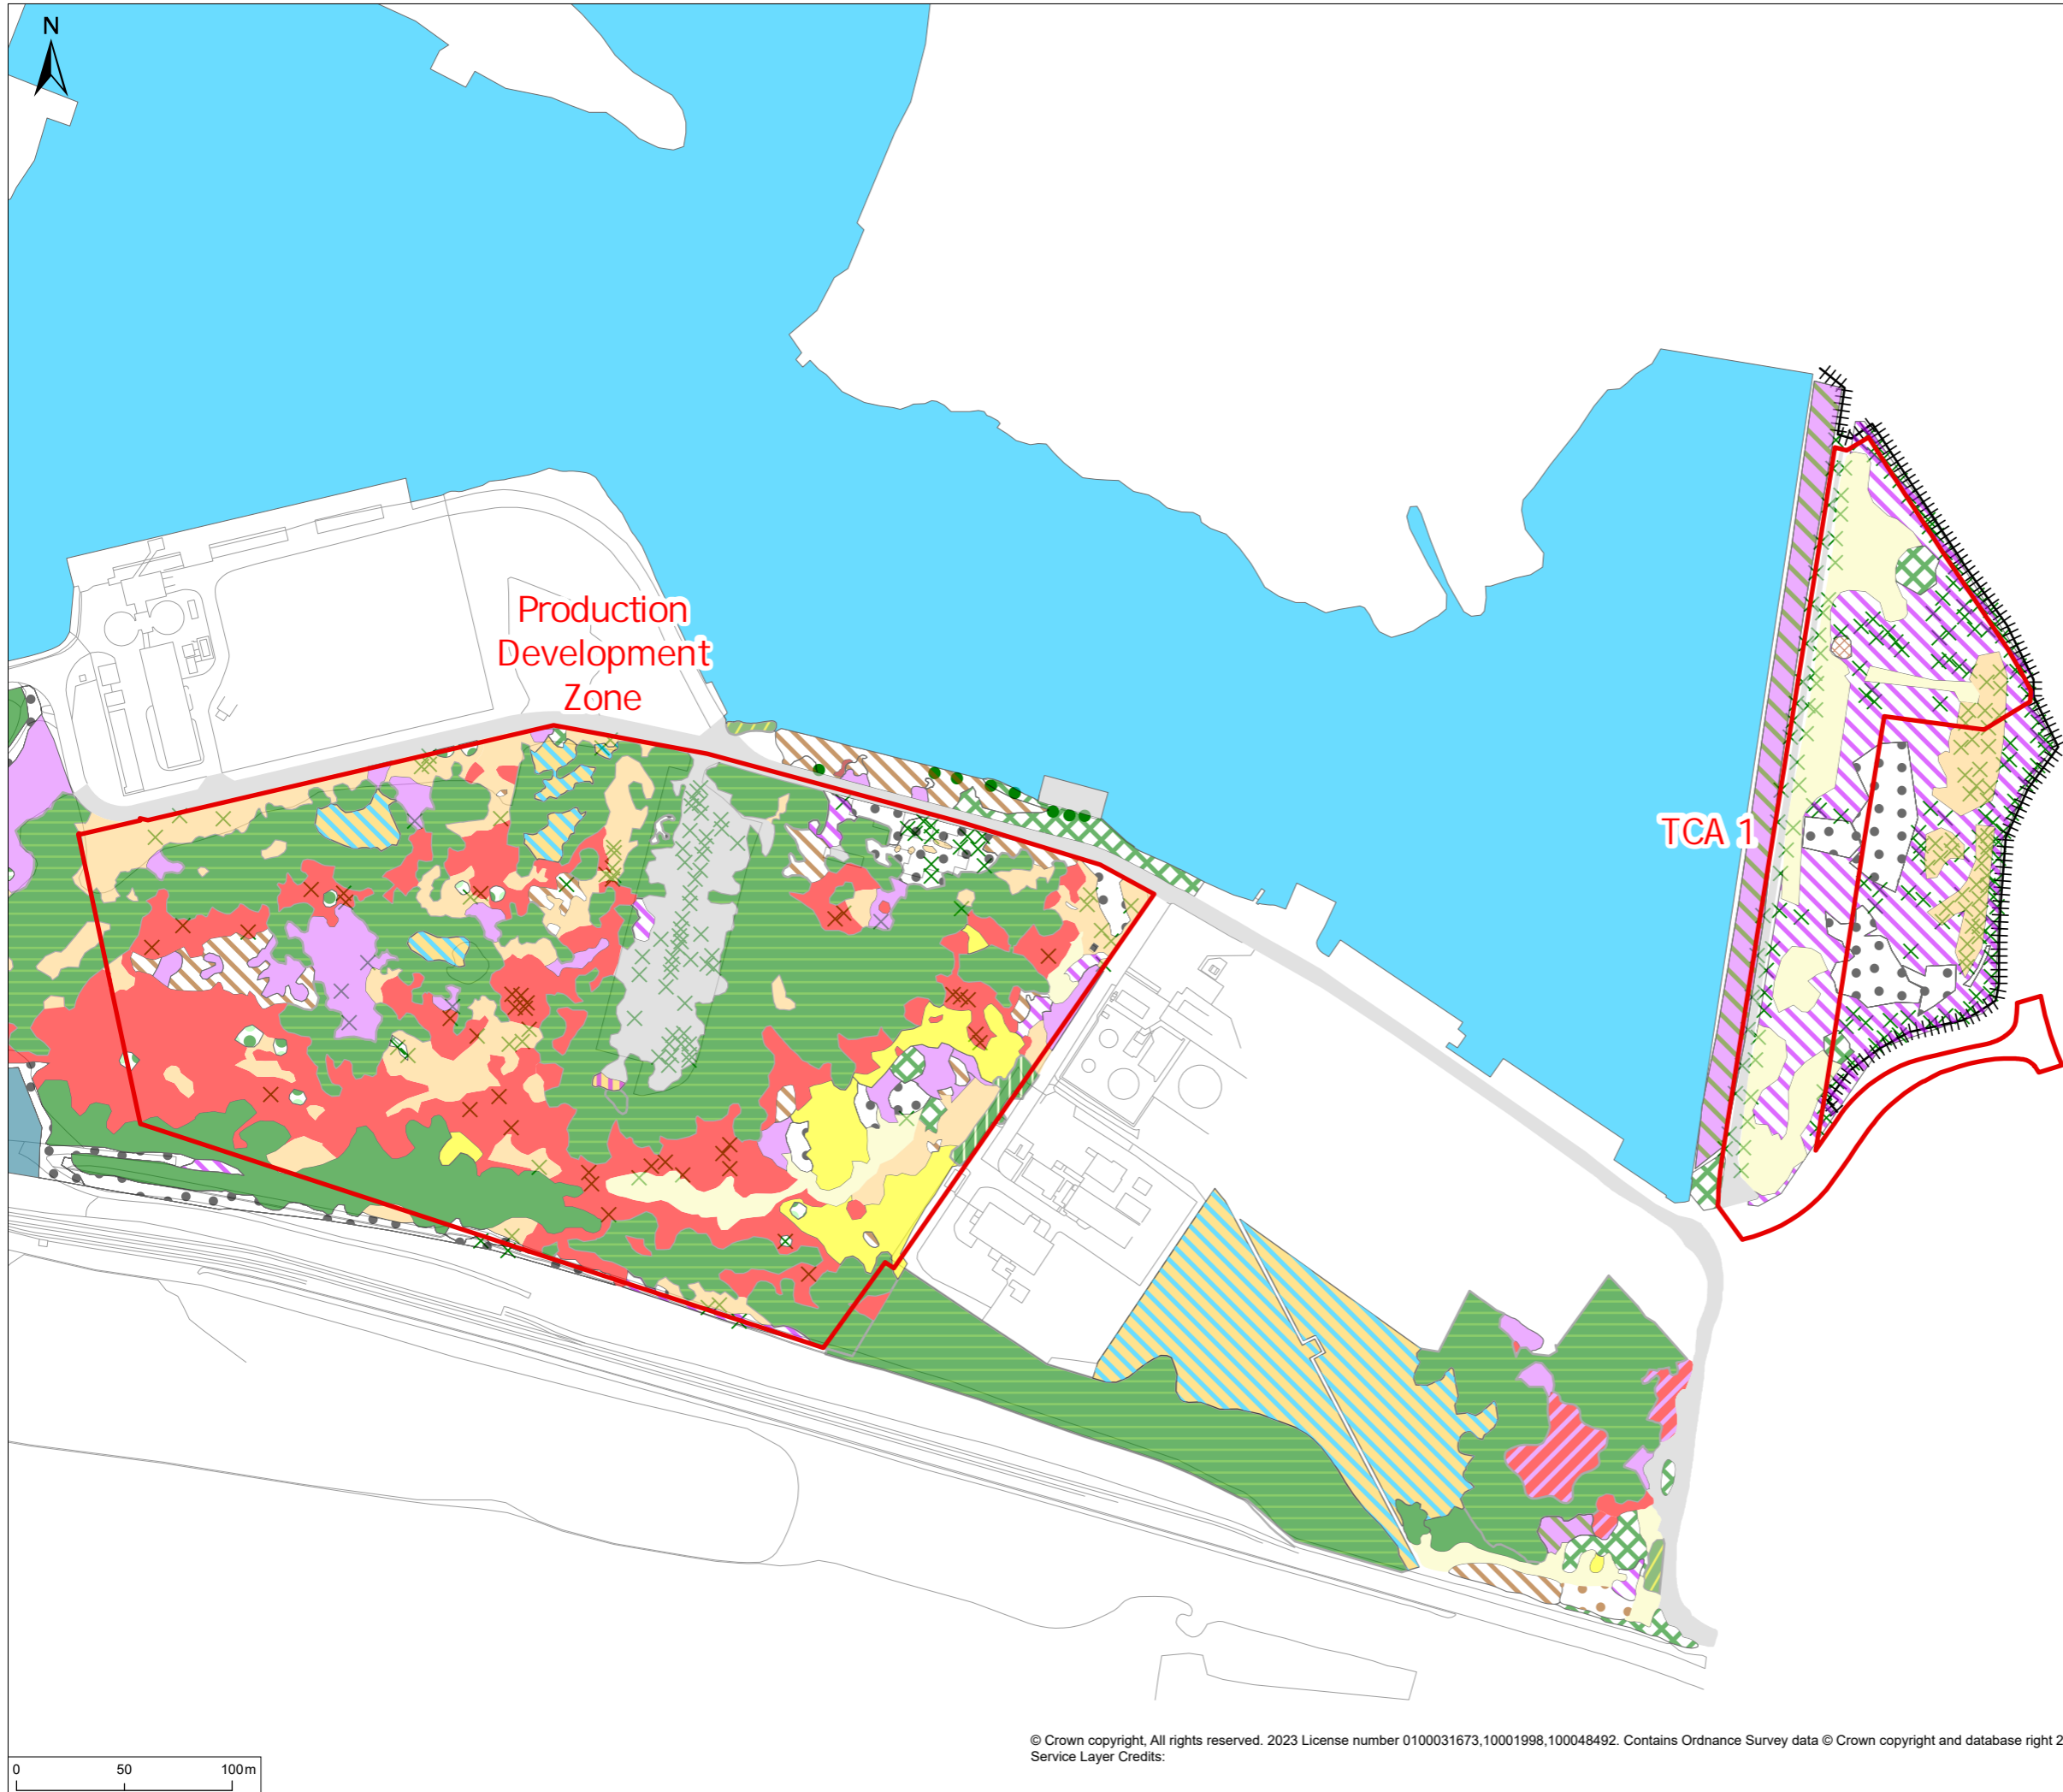 N
Production
Development
Zone
TCA 1
© Crown copyright, All rights reserved. 2023 License number 0100031673,10001998,100048492. Contains Ordnance Survey data © Crown copyright and database right 2
Service Layer Credits:
0 50 100m